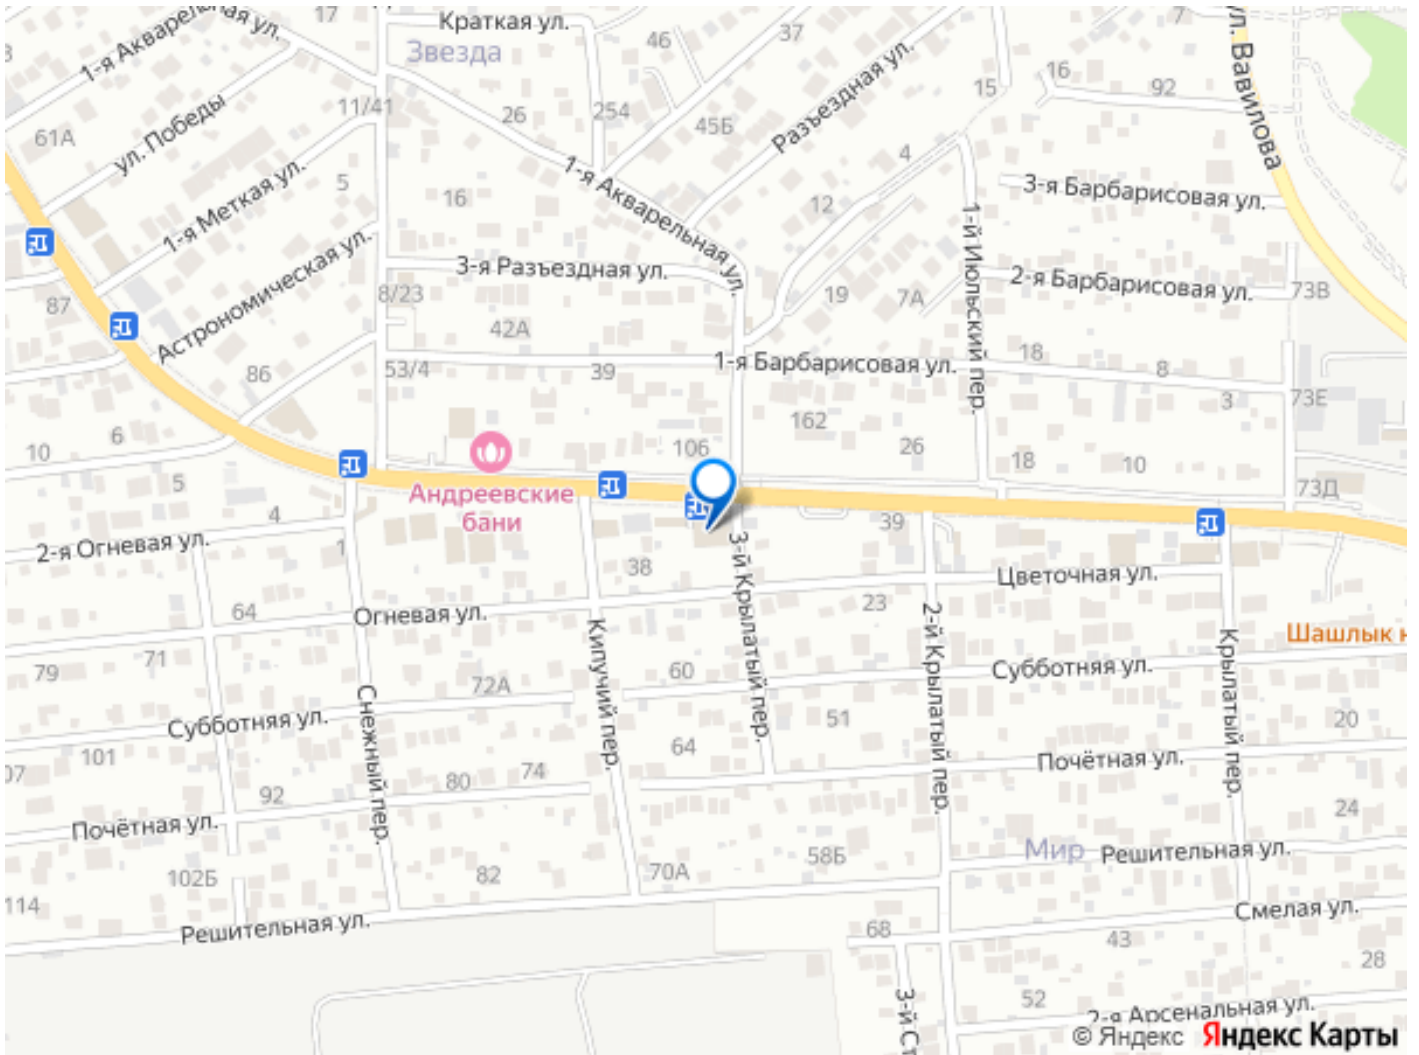 17
Краткая ул.
46
37
7
ул. Вавилова
1-я Акварельная ул.
Звезда
16
92
15
11/41
26
254
45Б
Разъездная ул.
61А
ул. Победы
4
1-я Меткая ул.
5
16
1-я Акварельная ул.
12
3-я Барбарисовая ул.
1-й Июльский пер.
Астрономическая ул.
3-я Разъездная ул.
2-я Барбарисовая ул.
87
8/23
19
7А
73В
42А
86
53/4
39
1-я Барбарисовая ул.
18
8
3
73Е
6
10
106
162
26
18
10
5
Андреевские
бани
73Д
4
39
2-я Огневая ул.
1
38
3-й Крылатый пер.
Цветочная ул.
64
Огневая ул.
23
2-й Крылатый пер.
Шашлык н
79
71
Кипучий пер.
60
Субботняя ул.
Крылатый пер.
72А
Снежный пер.
Субботняя ул.
51
20
101
64
07
74
80
Почётная ул.
92
24
Почётная ул.
58Б
Мир
Решительная ул.
102Б
82
70А
114
Решительная ул.
Смелая ул.
68
43
28
3-й Ст
52
2-я Арсенальная ул.
© Яндекс Яндекс Карты